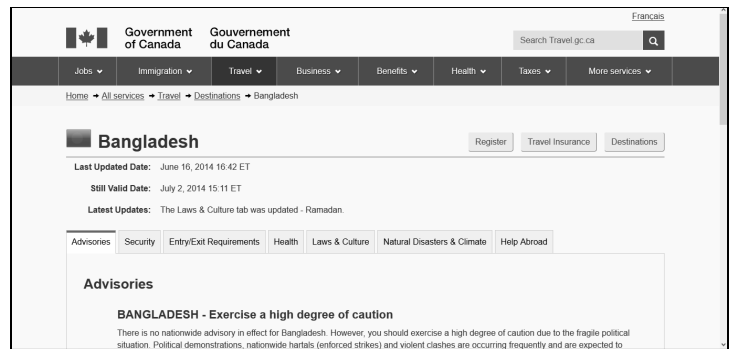 Français
Government of Canada
Gouvernement du Canada
Search Travel.gc.ca
Jobs Immigration Travel Business Benefits Health Taxes More services
Home → All services → Travel → Destinations → Bangladesh
Bangladesh
Register Travel Insurance Destinations
Last Updated Date: June 16, 2014 16:42 ET
Still Valid Date: July 2, 2014 15:11 ET
Latest Updates: The Laws & Culture tab was updated - Ramadan.
Advisories Security Entry/Exit Requirements Health Laws & Culture Natural Disasters & Climate Help Abroad
Advisories
BANGLADESH - Exercise a high degree of caution
There is no nationwide advisory in effect for Bangladesh. However, you should exercise a high degree of caution due to the fragile political
situation. Political demonstrations, nationwide hartals (enforced strikes) and violent clashes are occurring frequently and are expected to